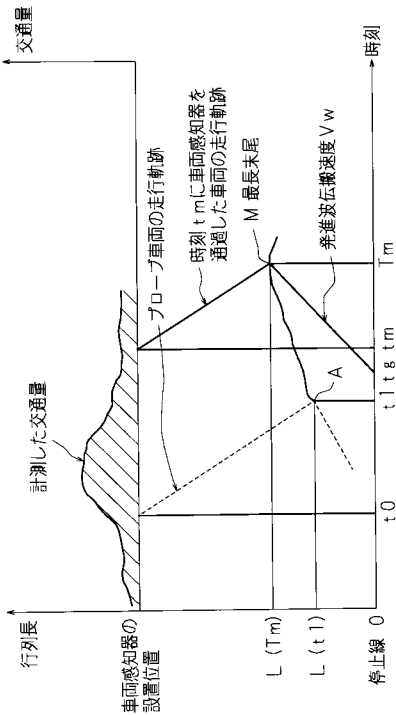 行列長
交通量
計測した交通量
プローブ車両の走行軌跡
時刻tmに車両感知器を
通過した車両の走行軌跡
M 最長末尾
発進波伝搬速度Vw
A
車両感知器の
設置位置
L(Tm)
L(t1)
停止線 0
t0
t1
tg
tm
Tm
時刻